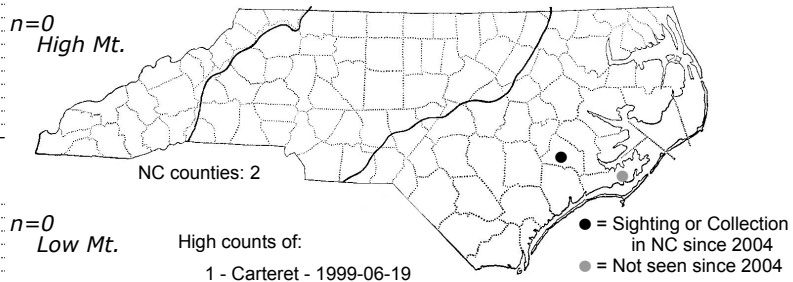 n=0
High Mt.
NC counties: 2
n=0
Low Mt.
High counts of:
1 - Carteret - 1999-06-19
= Sighting or Collection
in NC since 2004
= Not seen since 2004